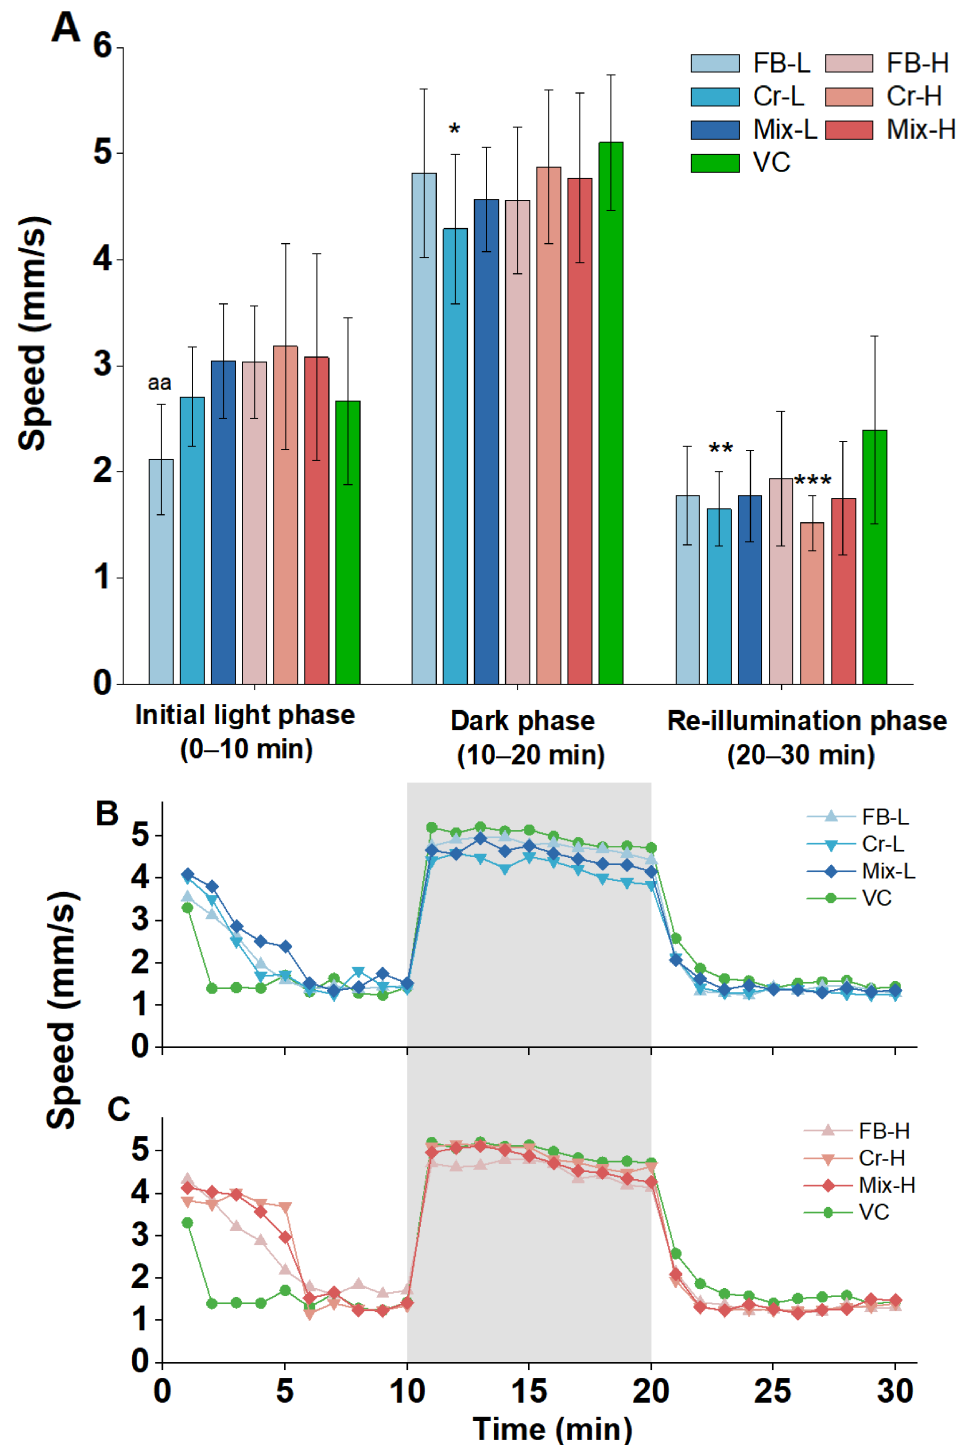 A
6
5
4
3
2
1
0
Speed (mm/s)
FB-L FB-H
Cr-L Cr-H
Mix-L Mix-H
VC
aa
*
**
***
Initial light phase
(0–10 min)
Dark phase
(10–20 min)
Re-illumination phase
(20–30 min)
B
5
4
3
2
1
0
FB-L
Cr-L
Mix-L
VC
Speed (mm/s)
C
5
4
3
2
1
0
FB-H
Cr-H
Mix-H
VC
0 5 10 15 20 25 30
Time (min)